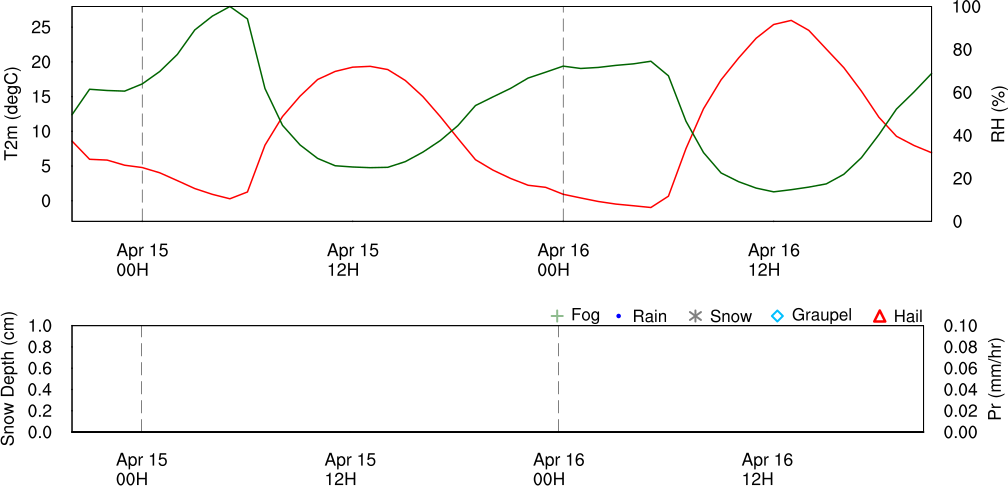 25
20
15
10
5
0
T2m (degC)
100
80
60
40
20
0
RH (%)
Apr 15 Apr 15 Apr 16 Apr 16
00H 12H 00H 12H
Fog Rain Snow Graupel Hail
1.0
0.8
0.6
0.4
0.2
0.0
Snow Depth (cm)
0.10
0.08
0.06
0.04
0.02
0.00
Pr (mm/hr)
Apr 15 Apr 15 Apr 16 Apr 16
00H 12H 00H 12H